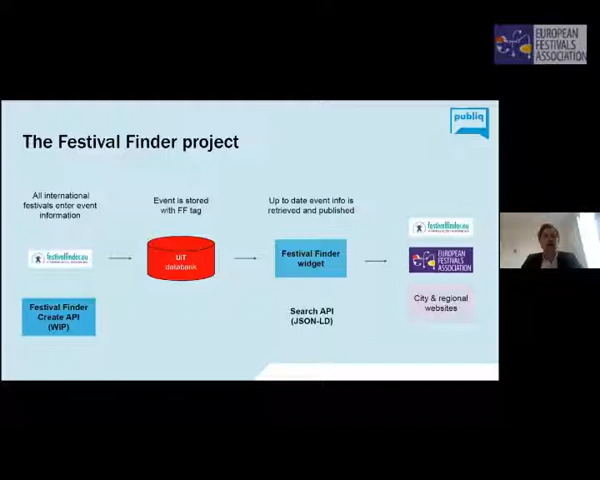 EUROPEAN
FESTIVALS
ASSOCIATION
publiq
The Festival Finder project
All international
festivals enter event
information
Event is stored
with FF tag
Up to date event info is
retrieved and published
festivalfinder.eu
UiT
databank
Festival Finder
widget
festivalfinder.eu
EUROPEAN
FESTIVALS
ASSOCIATION
City & regional
websites
Festival Finder
Create API
(WIP)
Search API
(JSON-LD)